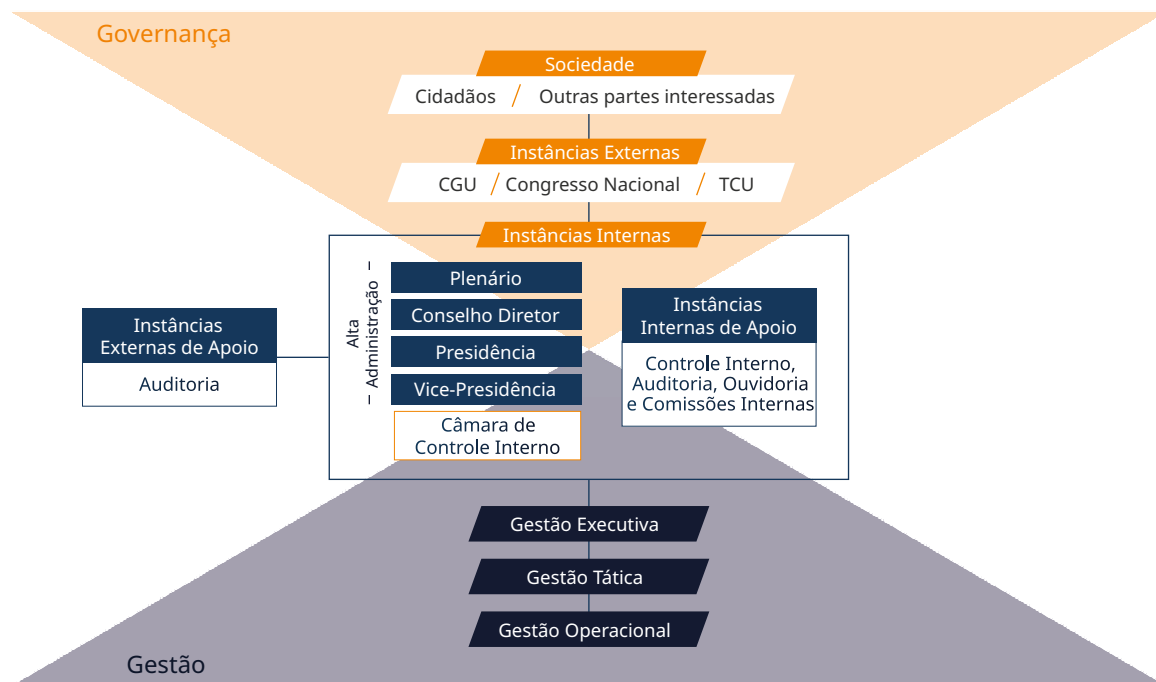 Governança
Sociedade
Cidadãos / Outras partes interessadas
Instâncias Externas
CGU / Congresso Nacional / TCU
Instâncias Internas
Alta
Administração
Plenário
Conselho Diretor
Presidência
Vice-Presidência
Câmara de
Controle Interno
Instâncias
Internas de Apoio
Controle Interno,
Auditoria, Ouvidoria
e Comissões Internas
Instâncias
Externas de Apoio
Auditoria
Gestão Executiva
Gestão Tática
Gestão Operacional
Gestão